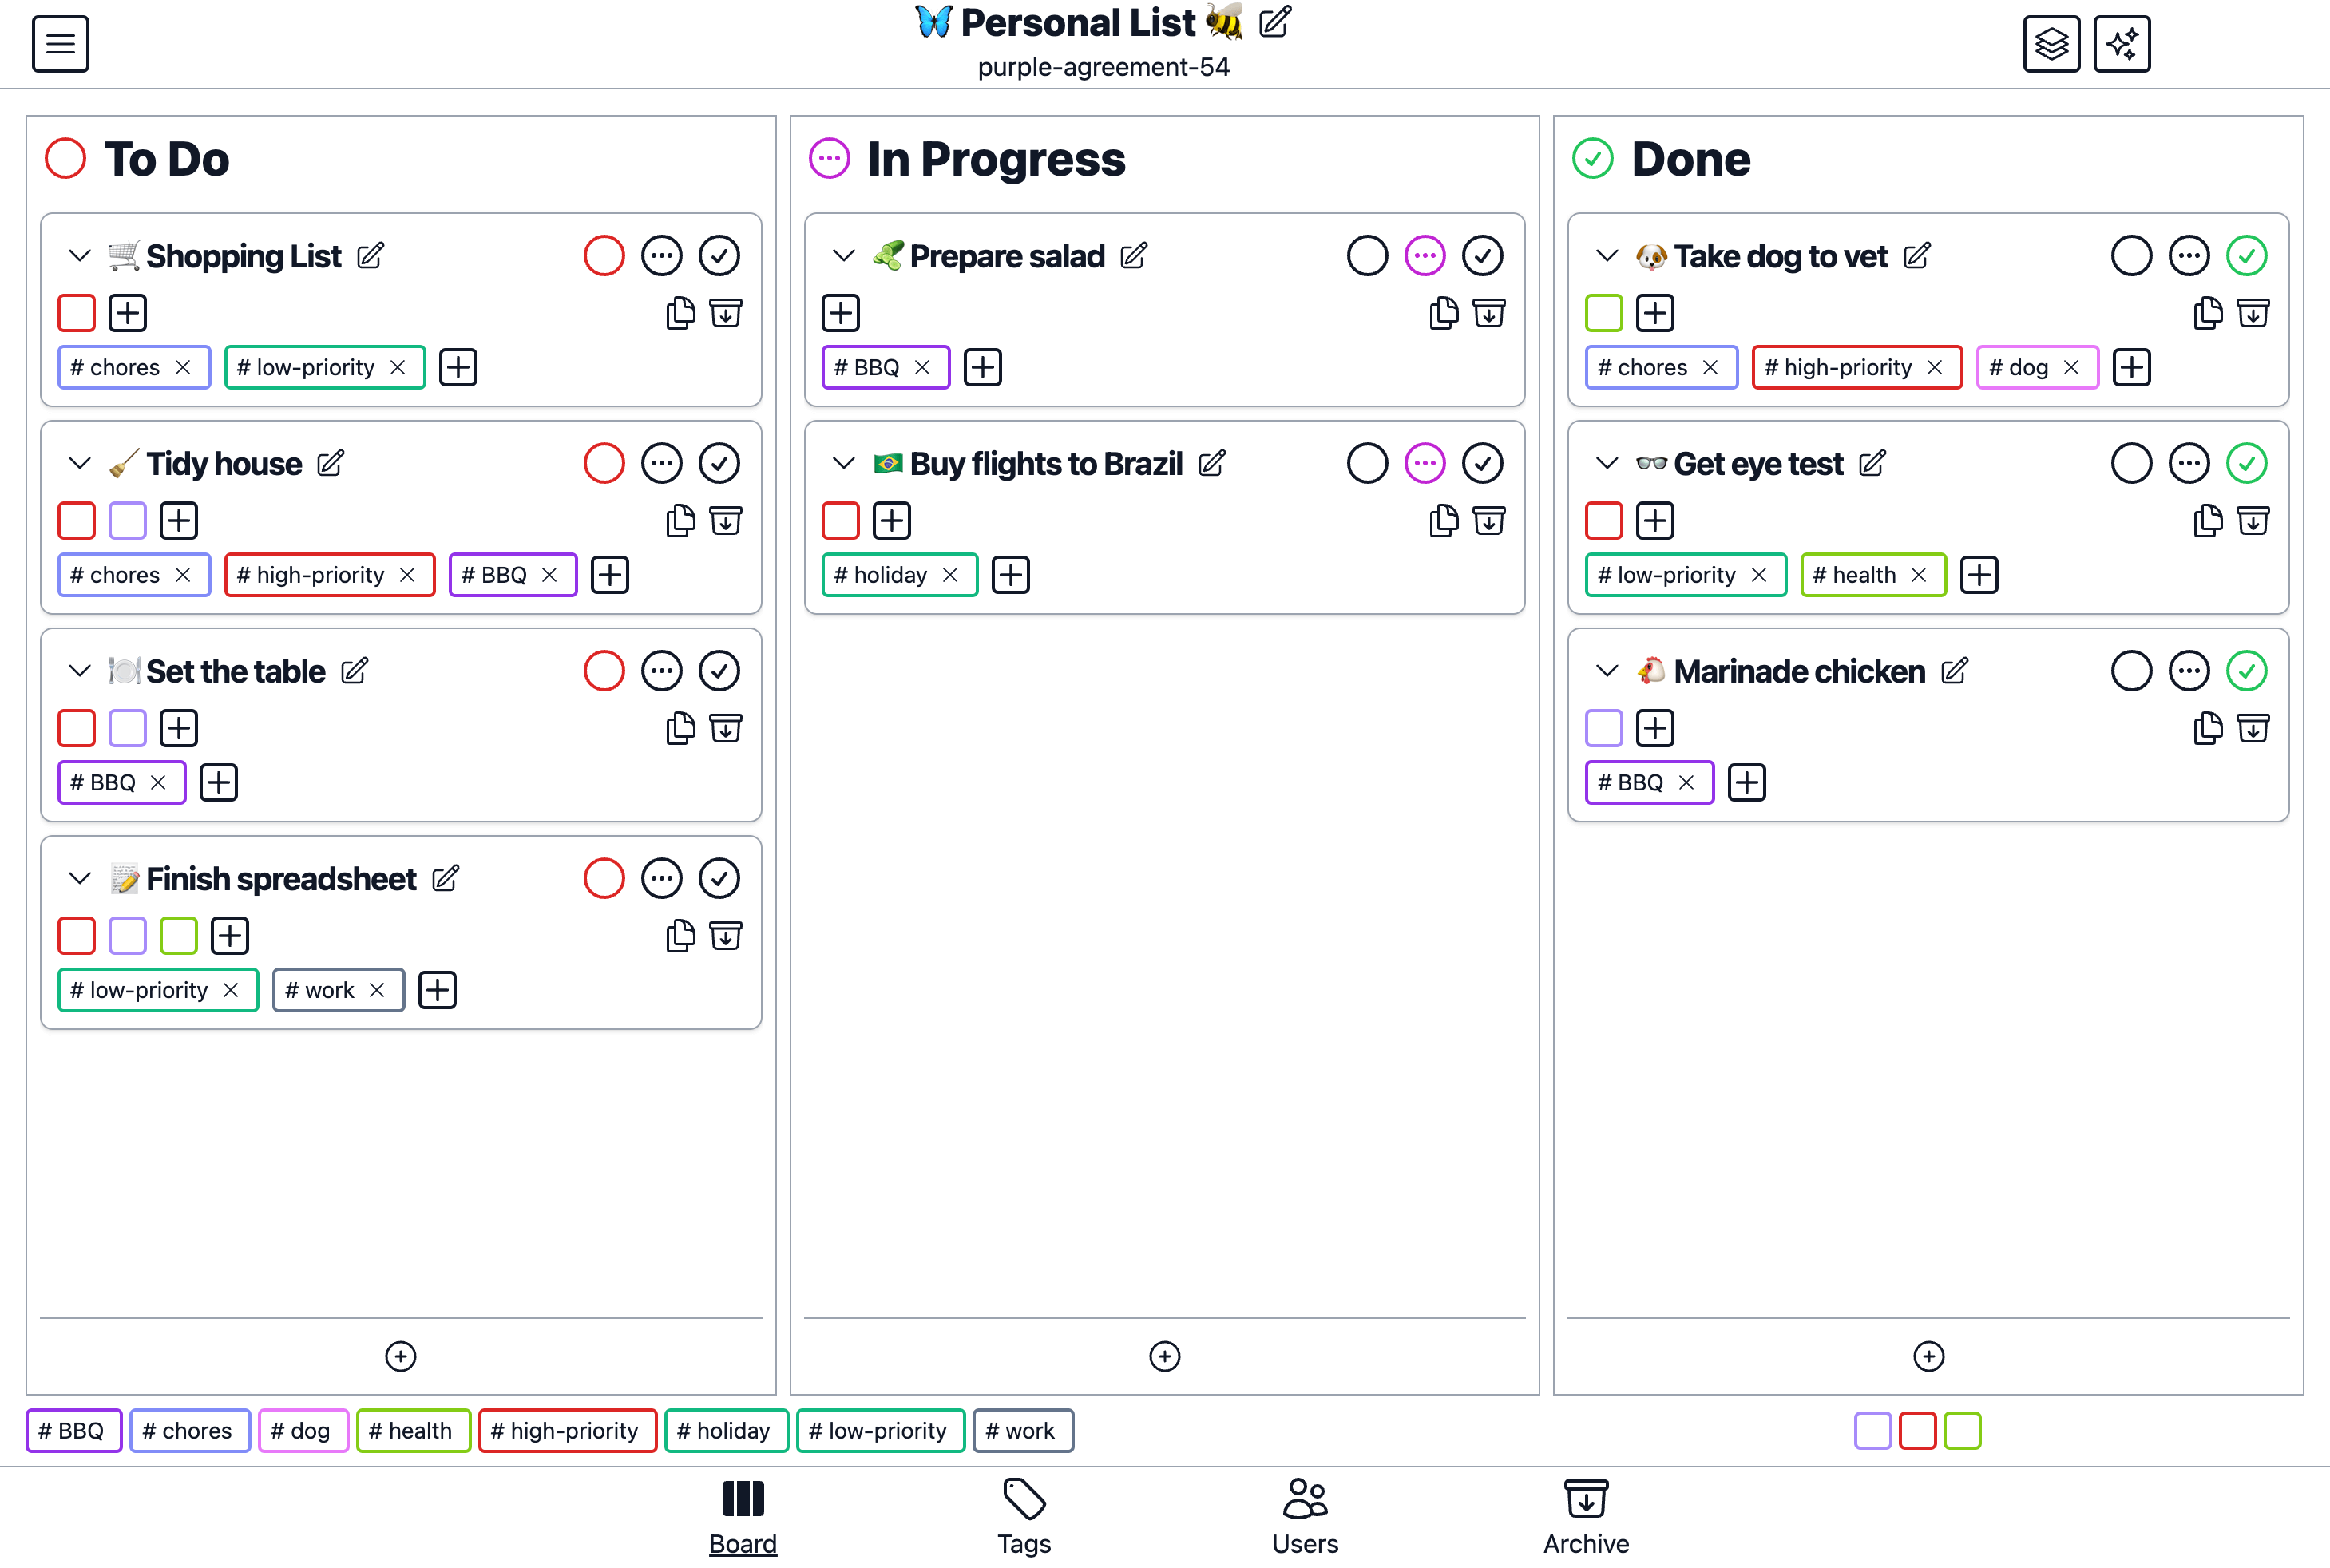 Personal List
purple-agreement-54
To Do
Shopping List
# chores
# low-priority
Tidy house
# chores
# high-priority
# BBQ
Set the table
# BBQ
Finish spreadsheet
# low-priority
# work
In Progress
Prepare salad
# BBQ
Buy flights to Brazil
# holiday
Done
Take dog to vet
# chores
# high-priority
# dog
Get eye test
# low-priority
# health
Marinade chicken
# BBQ
# BBQ
# chores
# dog
# health
# high-priority
# holiday
# low-priority
# work
Board
Tags
Users
Archive